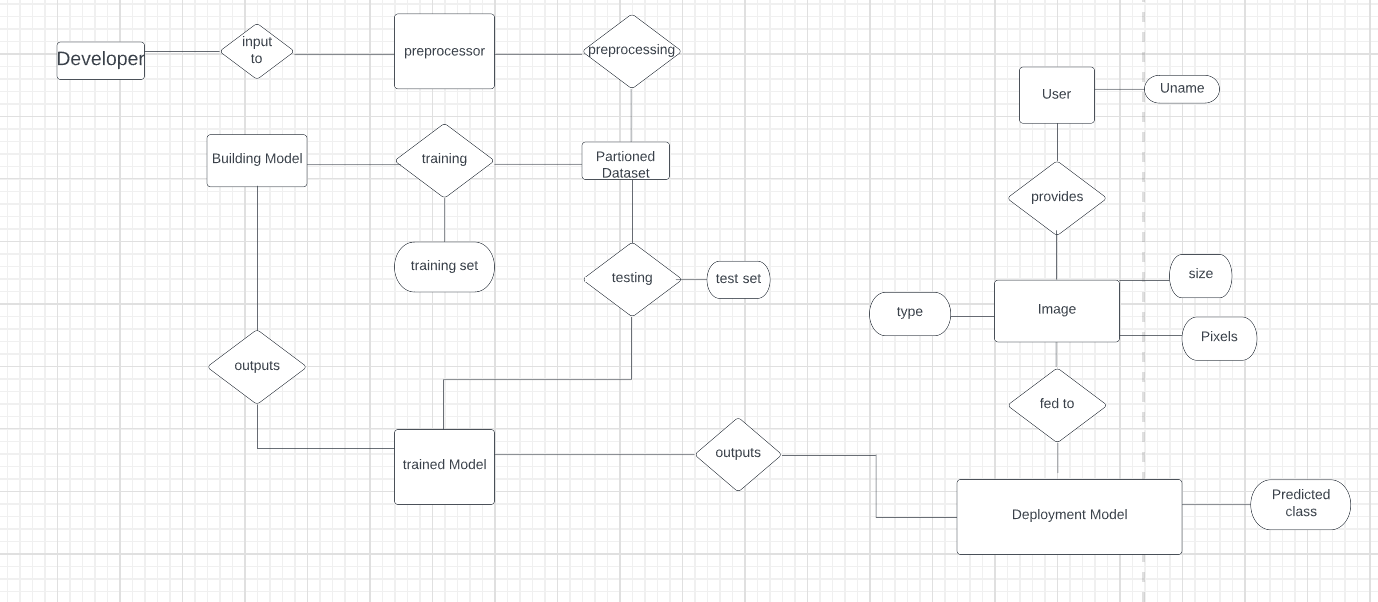 Developer
input
to
preprocessor
preprocessing
User
Uname
Building Model
training
Partioned
Dataset
provides
training set
testing
test set
size
type
Image
Pixels
outputs
fed to
trained Model
outputs
Deployment Model
Predicted
class